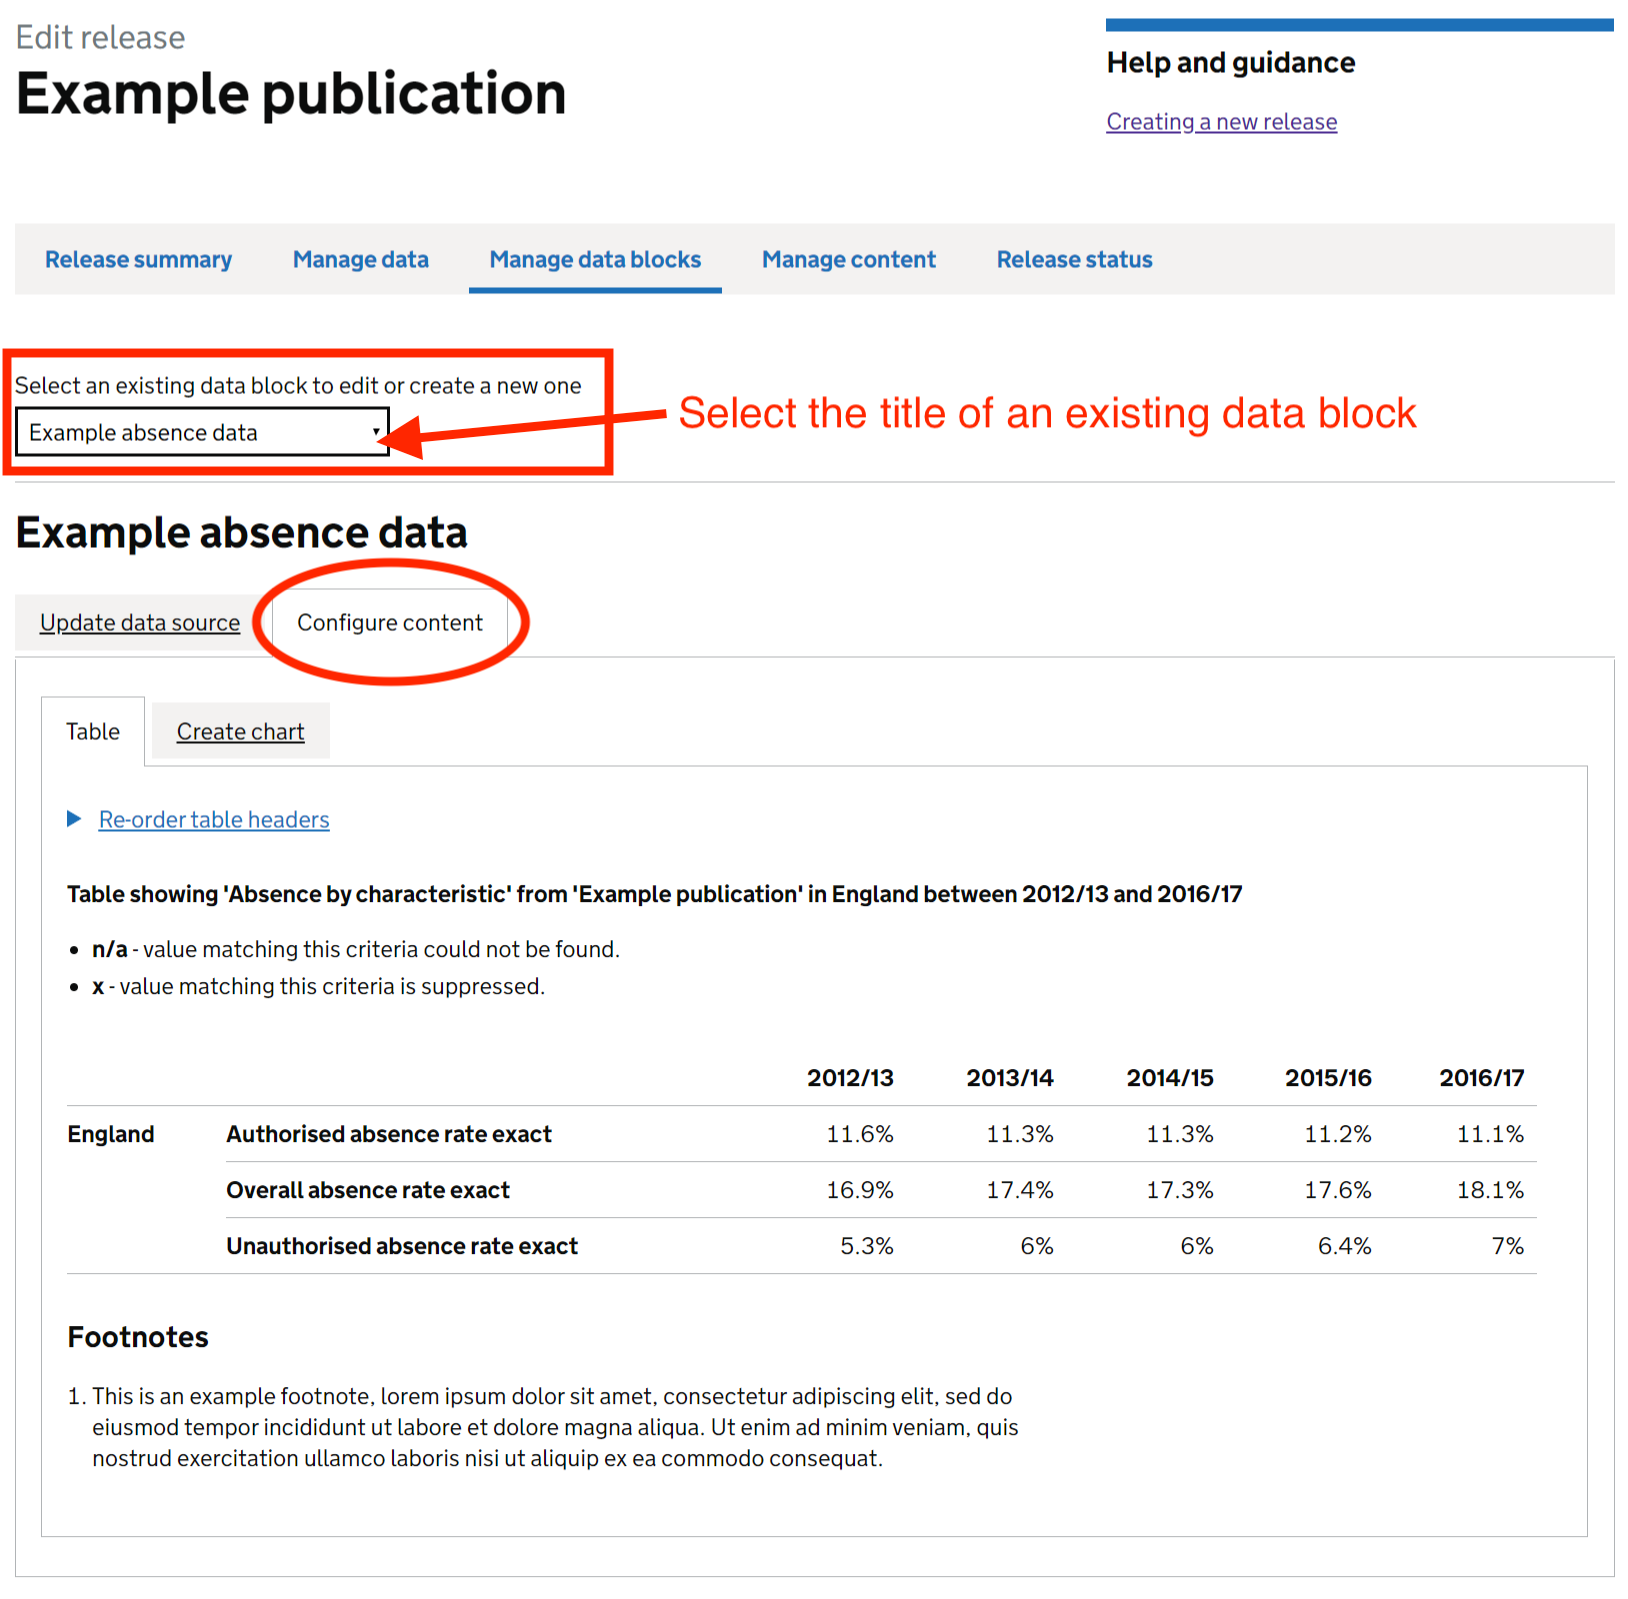 Edit release
Example publication
Help and guidance
Creating a new release
Release summary Manage data Manage data blocks Manage content Release status
Select an existing data block to edit or create a new one
Example absence data
Select the title of an existing data block
Example absence data
Update data source Configure content
Table Create chart
Re-order table headers
Table showing 'Absence by characteristic' from 'Example publication' in England between 2012/13 and 2016/17
• n/a - value matching this criteria could not be found.
• x - value matching this criteria is suppressed.
2012/13 2013/14 2014/15 2015/16 2016/17
England Authorised absence rate exact 11.6% 11.3% 11.3% 11.2% 11.1%
Overall absence rate exact 16.9% 17.4% 17.3% 17.6% 18.1%
Unauthorised absence rate exact 5.3% 6% 6% 6.4% 7%
Footnotes
1. This is an example footnote, lorem ipsum dolor sit amet, consectetur adipiscing elit, sed do
eiusmod tempor incididunt ut labore et dolore magna aliqua. Ut enim ad minim veniam, quis
nostrud exercitation ullamco laboris nisi ut aliquip ex ea commodo consequat.